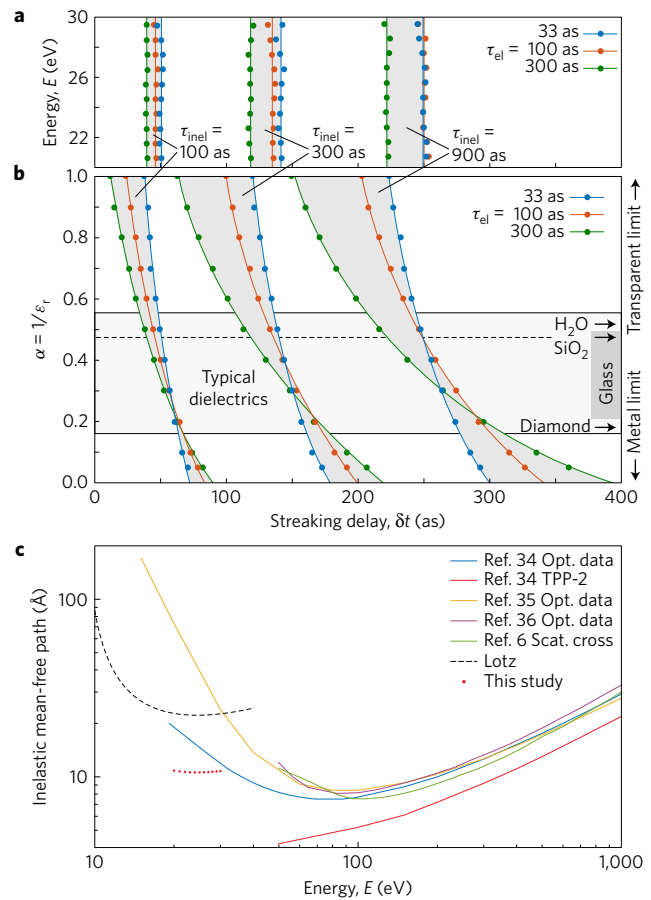 a
30
28
26
24
22
Energy, E (eV)
33 as
τel = 100 as
300 as
τinel =
100 as
τinel =
300 as
τinel =
900 as
b
1.0
0.8
0.6
0.4
0.2
0.0
α = 1/εr
33 as
τel = 100 as
300 as
Typical
dielectrics
H2O
SiO2
Diamond
Glass
Transparent limit
Metal limit
0
100
200
300
400
Streaking delay, δt (as)
c
100
10
Inelastic mean-free path (Å)
Ref. 34 Opt. data
Ref. 34 TPP-2
Ref. 35 Opt. data
Ref. 36 Opt. data
Ref. 6 Scat. cross
Lotz
This study
10
100
1,000
Energy, E (eV)